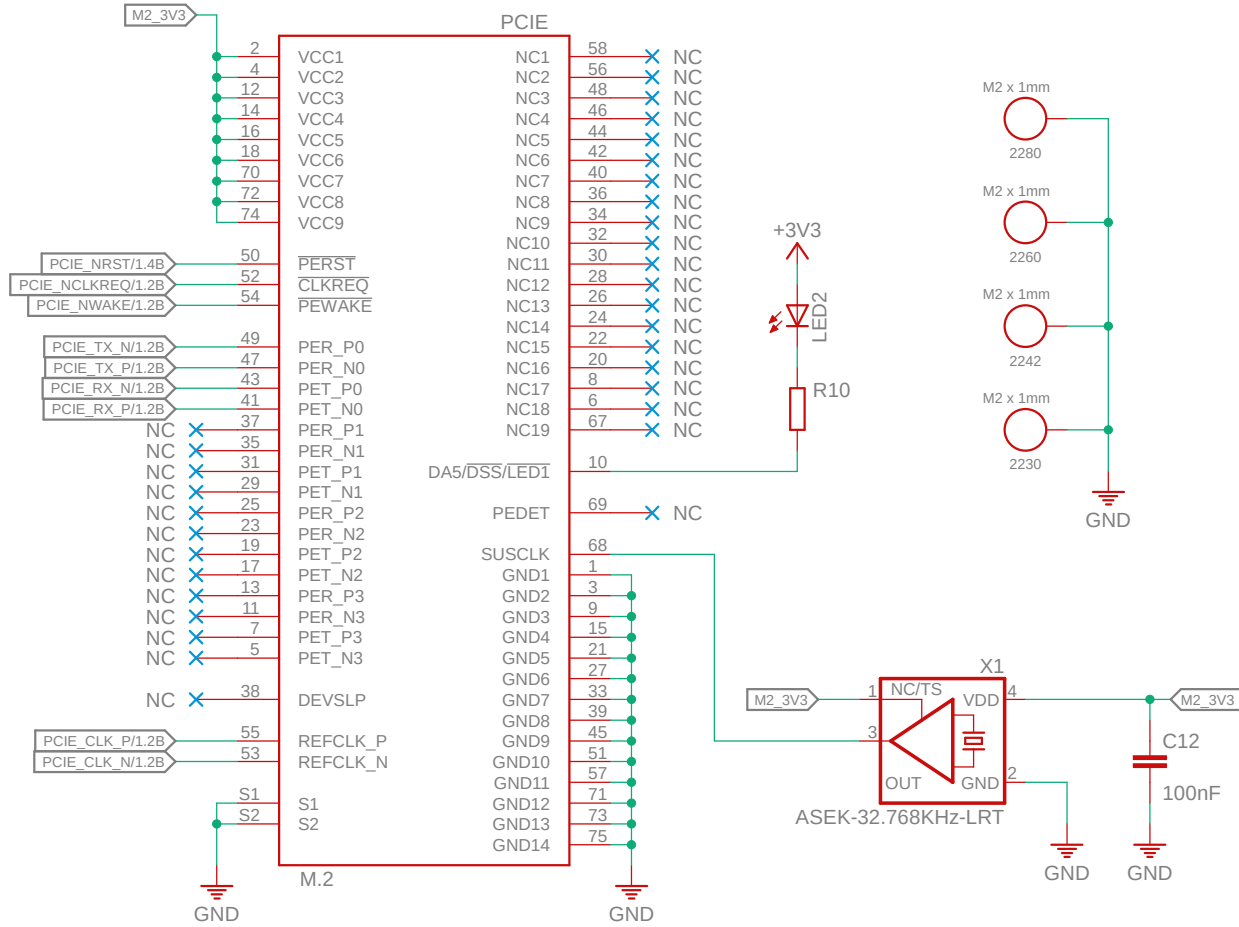 M2_3V3
PCIE
2 VCC1 NC1 58 NC
4 VCC2 NC2 56 NC
12 VCC3 NC3 48 NC
14 VCC4 NC4 46 NC
16 VCC5 NC5 44 NC
18 VCC6 NC6 42 NC
70 VCC7 NC7 40 NC
72 VCC8 NC8 36 NC
74 VCC9 NC9 34 NC
NC10 32 NC
PCIE_NRST/1.4B 50 PERST NC11 30 NC
PCIE_NCLKREQ/1.2B 52 CLKREQ NC12 28 NC
PCIE_NWAKE/1.2B 54 PEWAKE NC13 26 NC
NC14 24 NC
PCIE_TX_N/1.2B 49 PER_P0 NC15 22 NC
PCIE_TX_P/1.2B 47 PER_N0 NC16 20 NC
PCIE_RX_N/1.2B 43 PET_P0 NC17 8 NC
PCIE_RX_P/1.2B 41 PET_N0 NC18 6 NC
NC 37 PER_P1 NC19 67 NC
NC 35 PER_N1
NC 31 PET_P1 DA5/DSS/LED1 10
NC 29 PET_N1
NC 25 PER_P2 PEDET 69 NC
NC 23 PER_N2
NC 19 PET_P2 SUSCLK 68
NC 17 PET_N2 GND1 1
NC 13 PER_P3 GND2 3
NC 11 PER_N3 GND3 9
NC 7 PET_P3 GND4 15
NC 5 PET_N3 GND5 21
GND6 27
NC 38 DEVSLP GND7 33
GND8 39
PCIE_CLK_P/1.2B 55 REFCLK_P GND9 45
PCIE_CLK_N/1.2B 53 REFCLK_N GND10 51
GND11 57
S1 S1 GND12 71
S2 S2 GND13 73
GND14 75
M.2
GND
GND
+3V3
LED2
R10
M2 x 1mm
2280
M2 x 1mm
2260
M2 x 1mm
2242
M2 x 1mm
2230
GND
X1
M2_3V3 1 NC/TS VDD 4 M2_3V3
3
OUT GND 2
ASEK-32.768KHz-LRT
C12
100nF
GND
GND